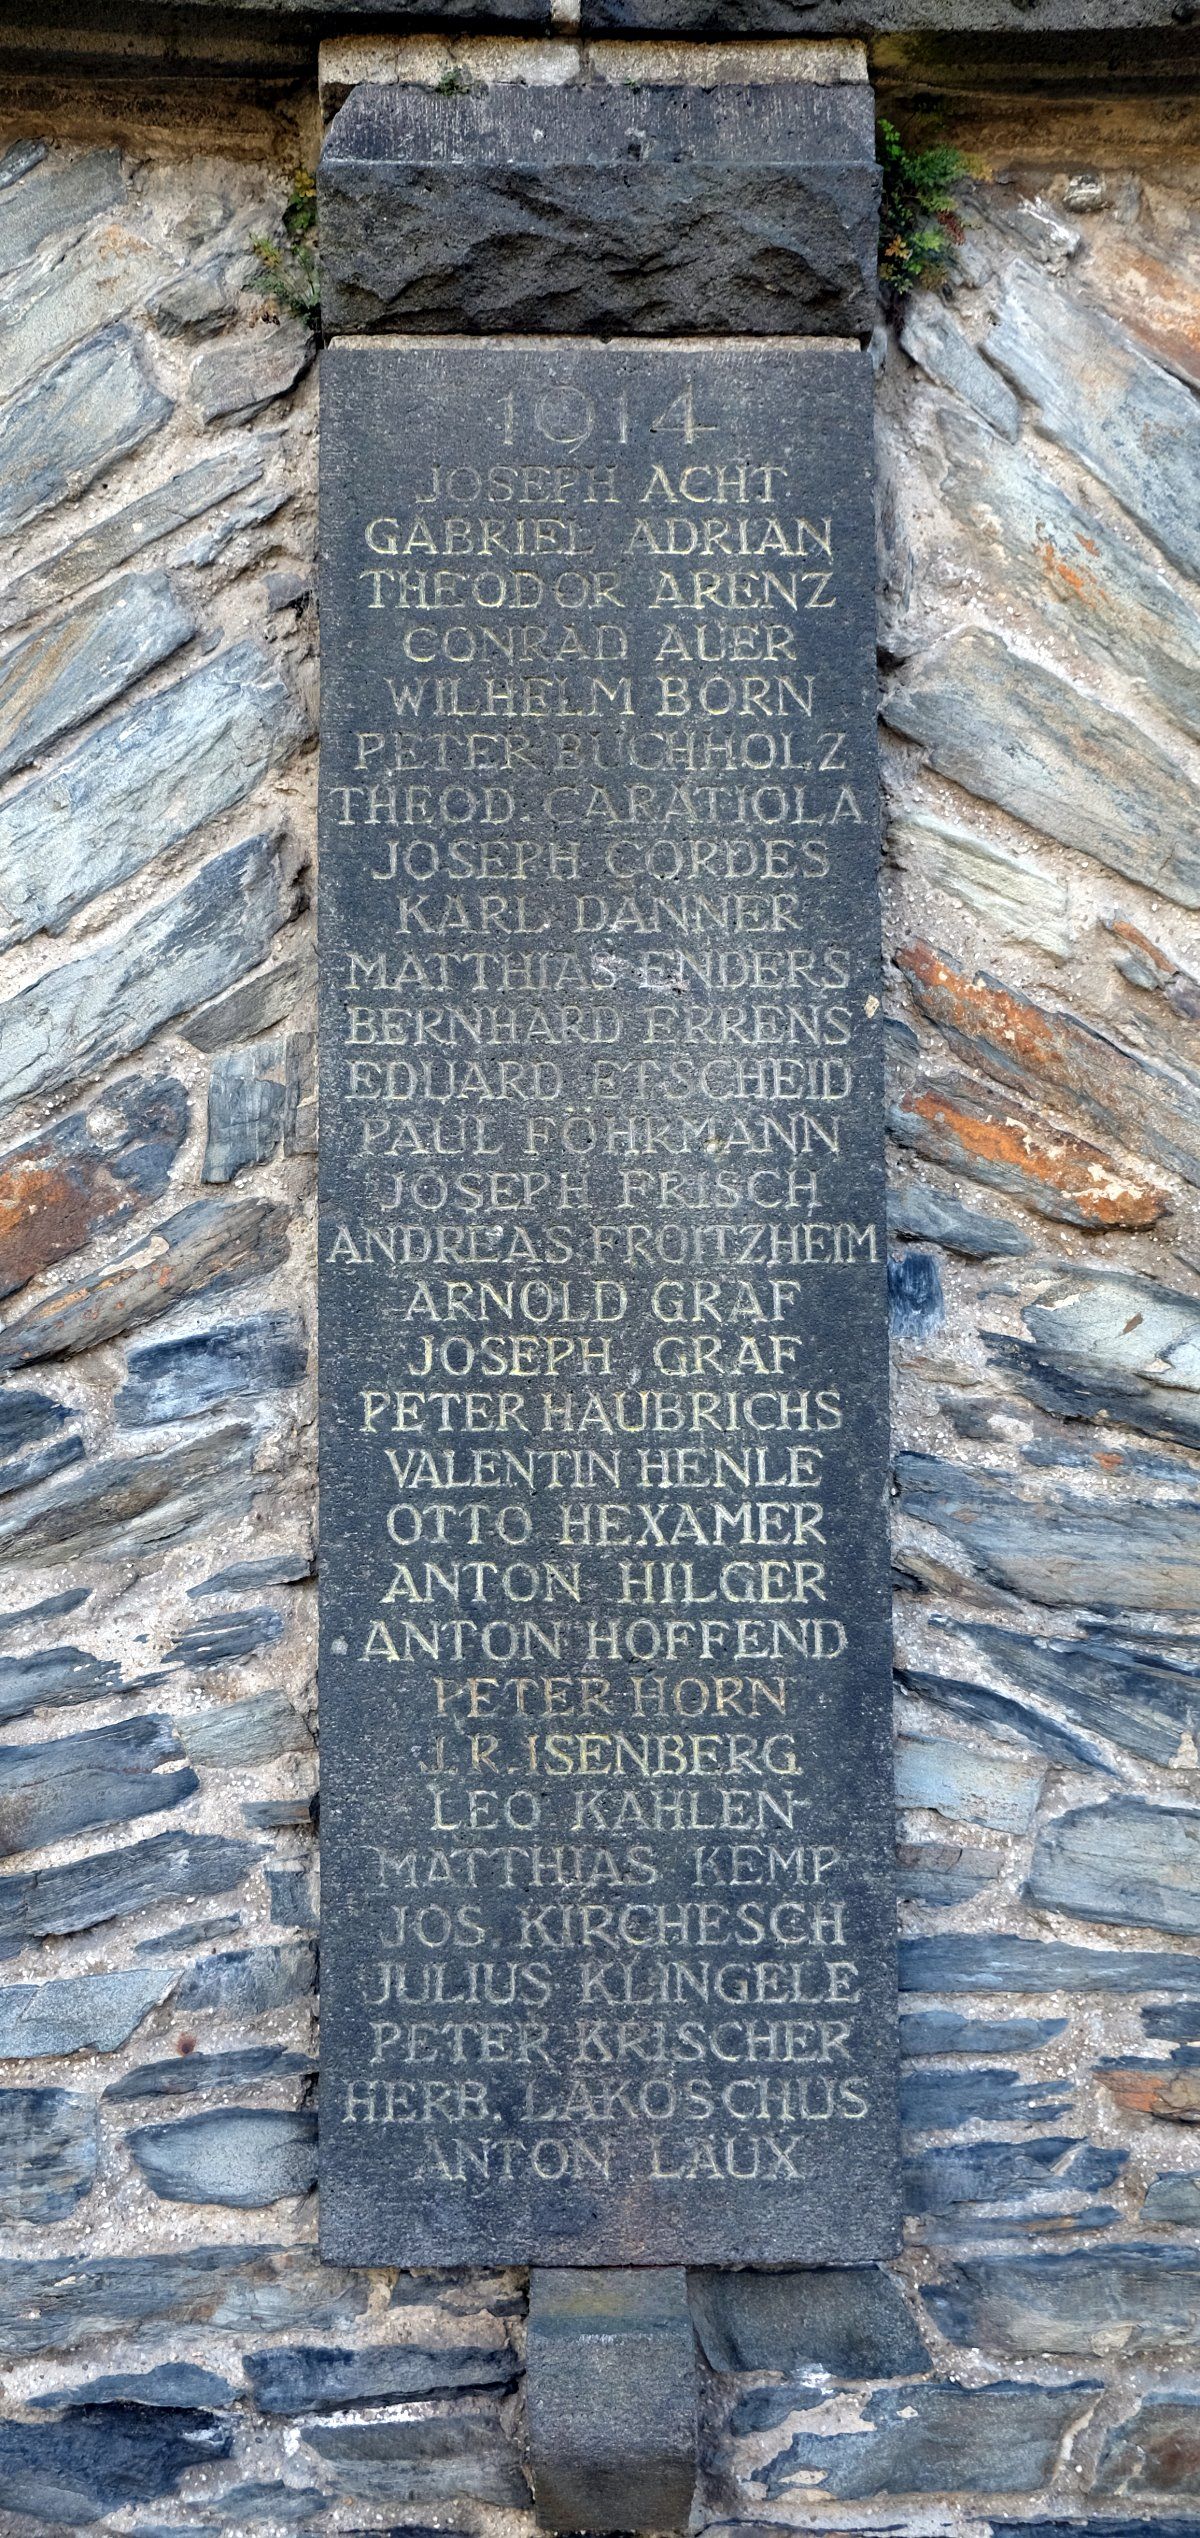 1914
JOSEPH ACHT
GABRIEL ADRIAN
THEODOR ARENZ
CONRAD AUER
WILHELM BORN
PETER BUCHHOLZ
THEOD. CARATIOLA
JOSEPH CORDES
KARL DANNER
MATTHIAS ENDERS
BERNHARD ERRENS
EDUARD ETSCHEID
PAUL FÖHKMANN
JOSEPH FRISCH
ANDREAS FROITZHEIM
ARNOLD GRAF
JOSEPH GRAF
PETER HAUBRICHS
VALENTIN HENLE
OTTO HEXAMER
ANTON HILGER
ANTON HOFFEND
PETER HORN
J.R. ISENBERG
LEO KAHLEN
MATTHIAS KEMP
JOS. KIRCHESCH
JULIUS KLINGELE
PETER KRISCHER
HERB. LAKOSCHUS
ANTON LAUX